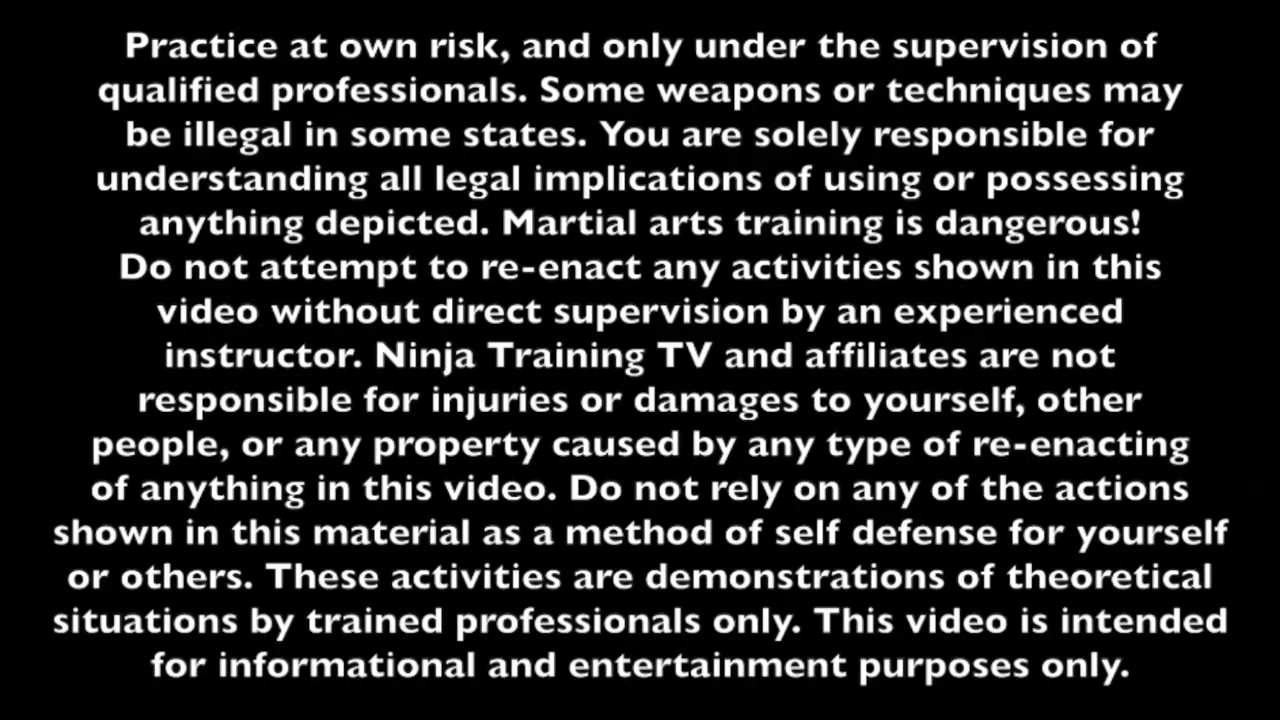 Practice at own risk, and only under the supervision of
qualified professionals. Some weapons or techniques may
be illegal in some states. You are solely responsible for
understanding all legal implications of using or possessing
anything depicted. Martial arts training is dangerous!
Do not attempt to re-enact any activities shown in this
video without direct supervision by an experienced
instructor. Ninja Training TV and affiliates are not
responsible for injuries or damages to yourself, other
people, or any property caused by any type of re-enacting
of anything in this video. Do not rely on any of the actions
shown in this material as a method of self defense for yourself
or others. These activities are demonstrations of theoretical
situations by trained professionals only. This video is intended
for informational and entertainment purposes only.